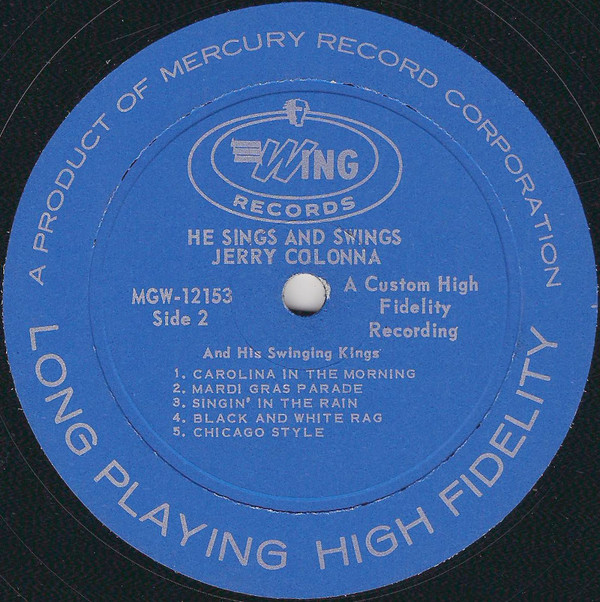 A PRODUCT OF MERCURY RECORD CORPORATION
WING
RECORDS
HE SINGS AND SWINGS
JERRY COLONNA
MGW-12153
Side 2
A Custom High
Fidelity
Recording
And His Swinging Kings
1. CAROLINA IN THE MORNING
2. MARDI GRAS PARADE
3. SINGIN' IN THE RAIN
4. BLACK AND WHITE RAG
5. CHICAGO STYLE
LONG PLAYING HIGH FIDELITY